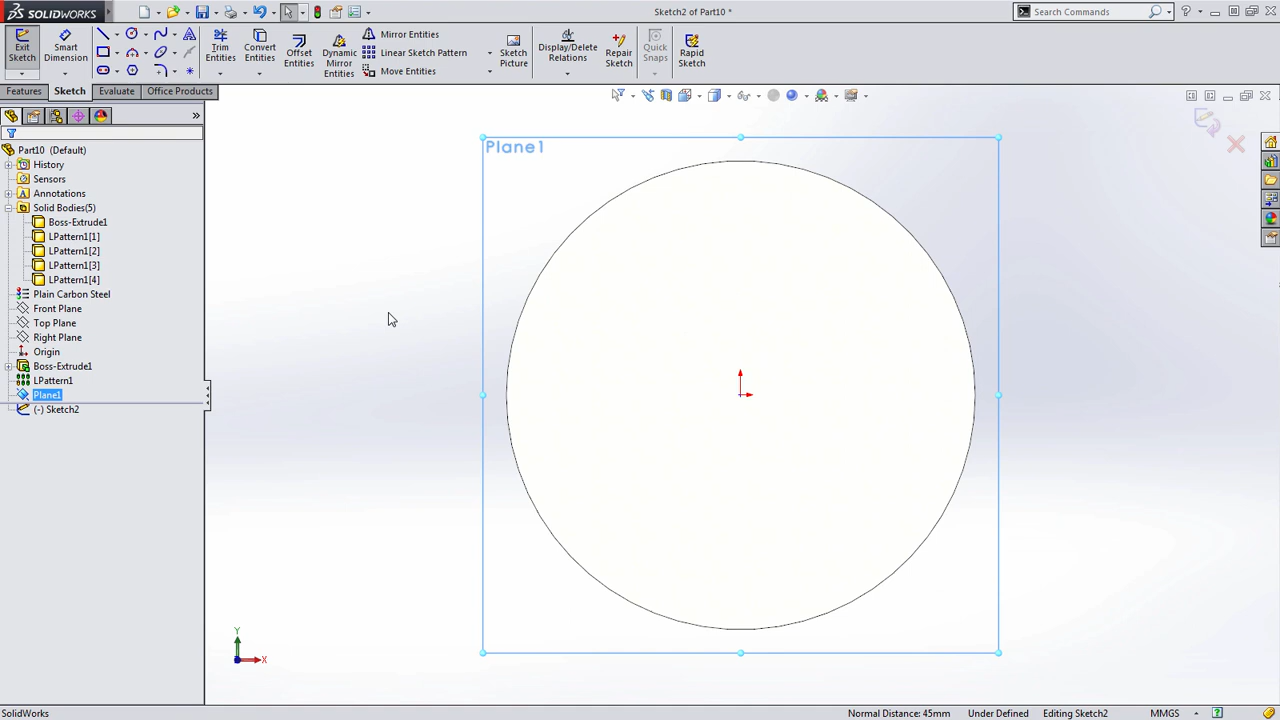 SOLIDWORKS
Sketch2 of Part10 *
Search Commands
Exit Sketch
Smart Dimension
Trim Entities
Convert Entities
Offset Entities
Dynamic Mirror Entities
Mirror Entities
Linear Sketch Pattern
Move Entities
Sketch Picture
Display/Delete Relations
Repair Sketch
Quick Snaps
Rapid Sketch
Features
Sketch
Evaluate
Office Products
Part10 (Default)
History
Sensors
Annotations
Solid Bodies(5)
Boss-Extrude1
LPattern1[1]
LPattern1[2]
LPattern1[3]
LPattern1[4]
Plain Carbon Steel
Front Plane
Top Plane
Right Plane
Origin
Boss-Extrude1
LPattern1
Plane1
(-) Sketch2
Plane1
Y
X
SolidWorks
Normal Distance: 45mm
Under Defined
Editing Sketch2
MMGS